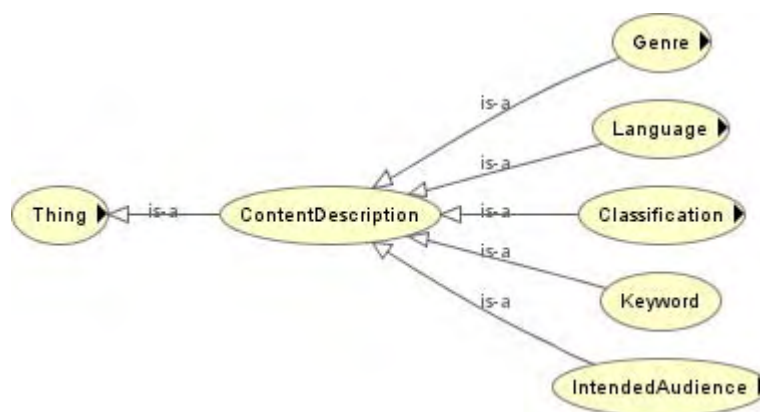 Genre
is-a
Language
is-a
Thing
is-a
ContentDescription
is-a
Classification
is-a
Keyword
is-a
IntendedAudience